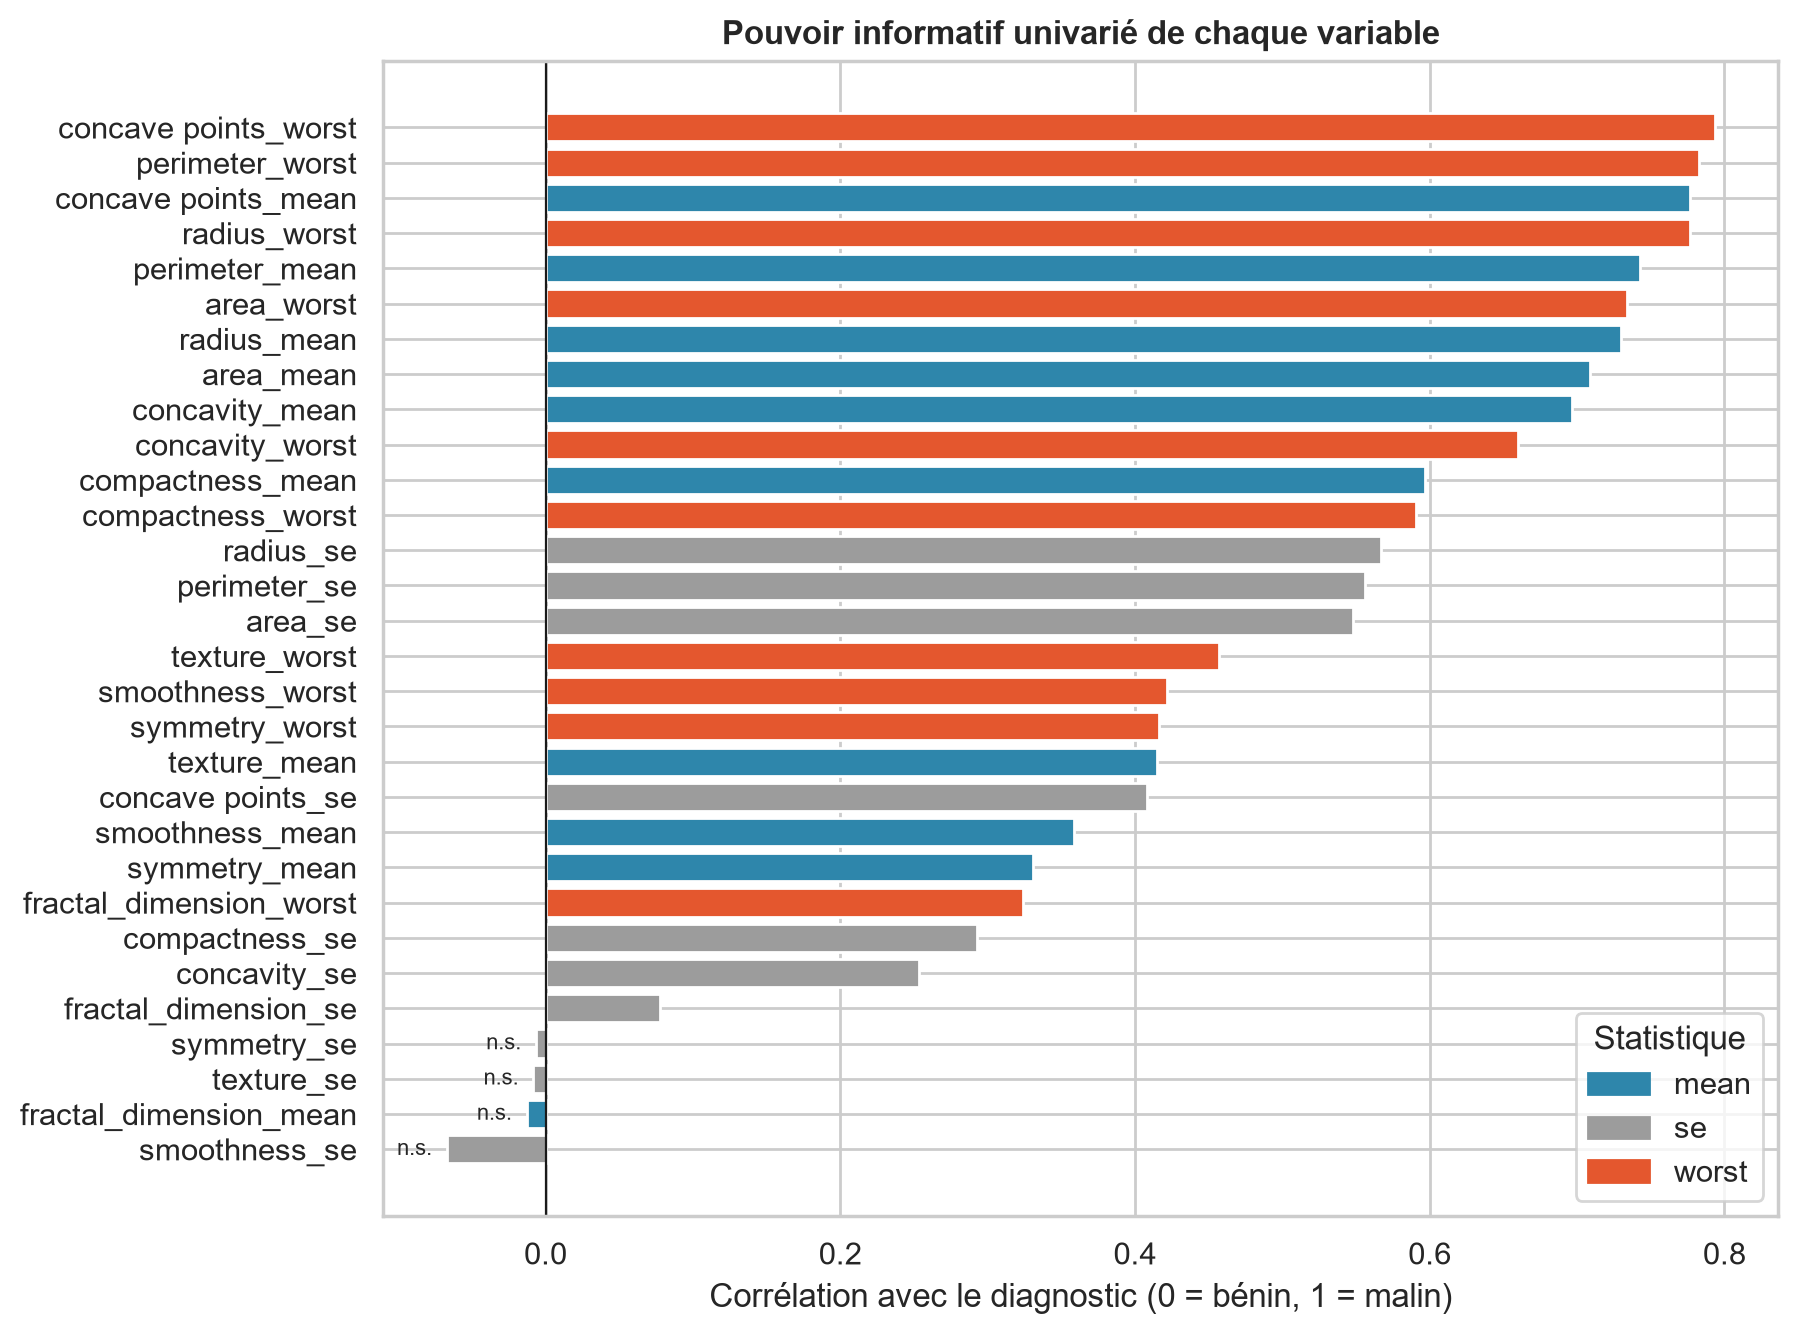 Pouvoir informatif univarié de chaque variable
concave points_worst
perimeter_worst
concave points_mean
radius_worst
perimeter_mean
area_worst
radius_mean
area_mean
concavity_mean
concavity_worst
compactness_mean
compactness_worst
radius_se
perimeter_se
area_se
texture_worst
smoothness_worst
symmetry_worst
texture_mean
concave points_se
smoothness_mean
symmetry_mean
fractal_dimension_worst
compactness_se
concavity_se
fractal_dimension_se
symmetry_se n.s.
texture_se n.s.
fractal_dimension_mean n.s.
smoothness_se n.s.
Statistique
mean
se
worst
0.0 0.2 0.4 0.6 0.8
Corrélation avec le diagnostic (0 = bénin, 1 = malin)